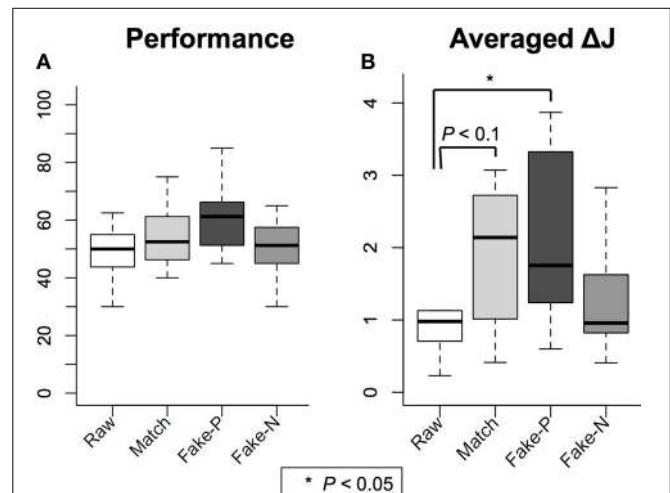 Performance
Averaged ΔJ
A
B
100
80
60
40
20
0
Raw
Match
Fake-P
Fake-N
4
3
2
1
0
*
P < 0.1
Raw
Match
Fake-P
Fake-N
* P < 0.05